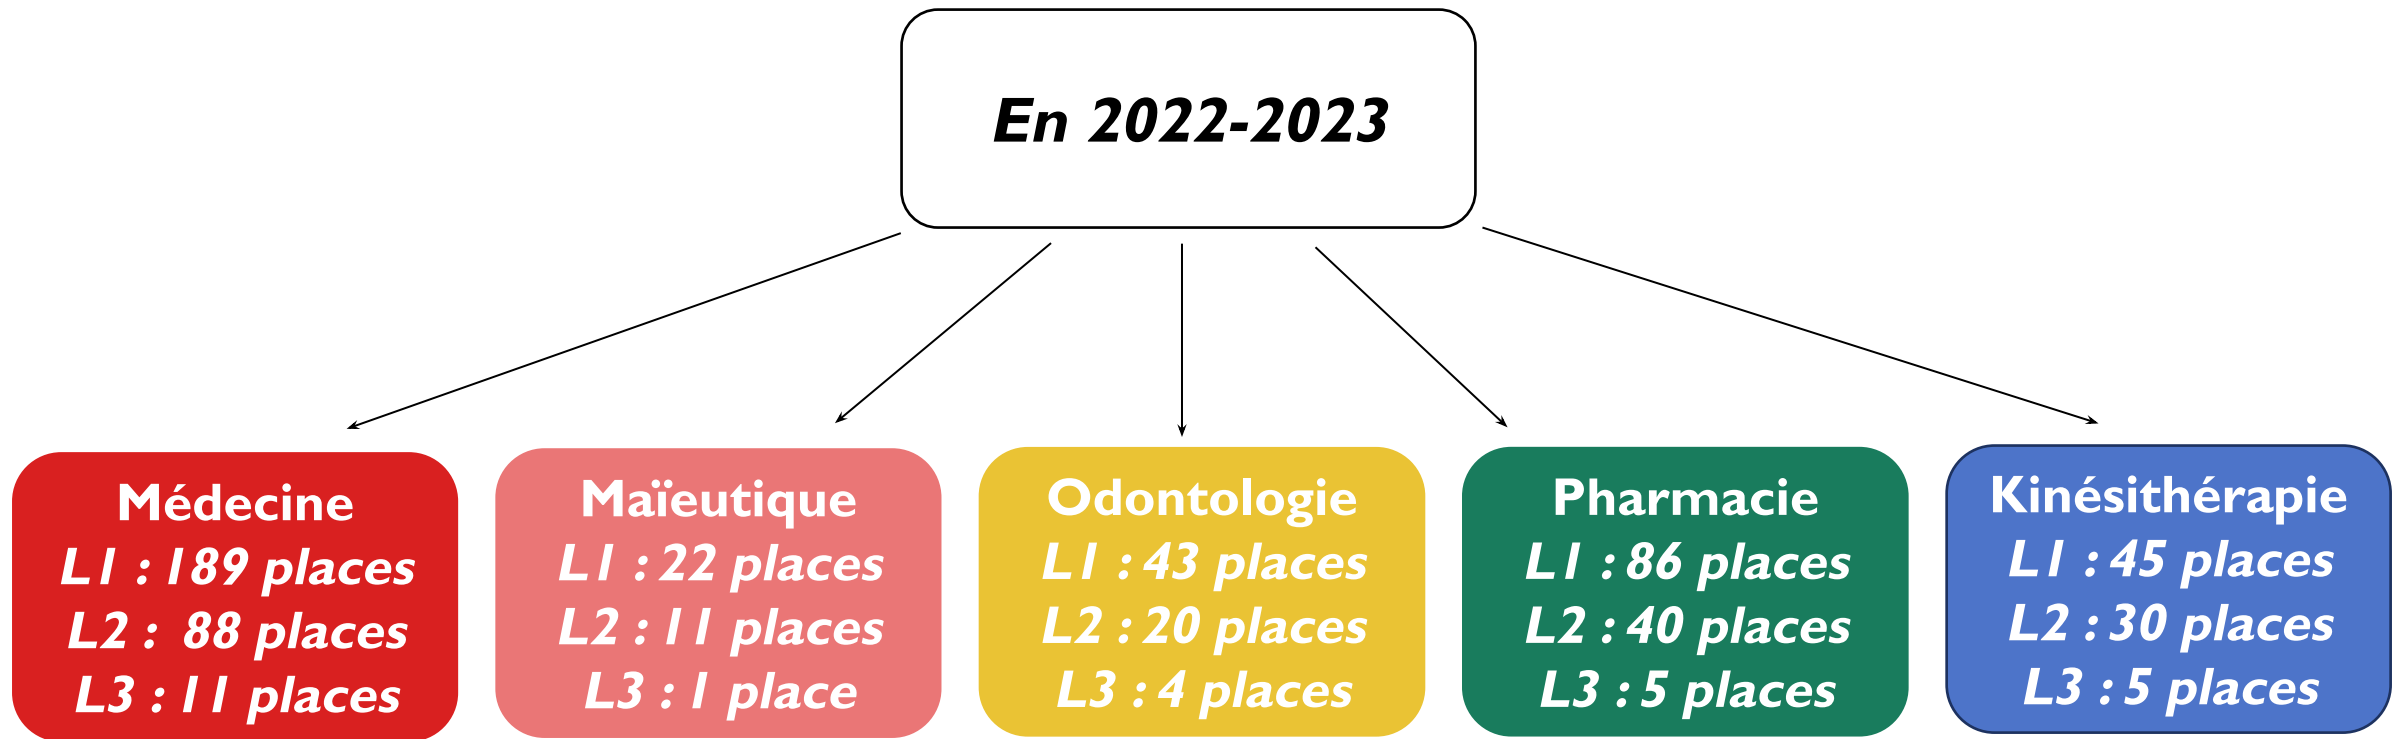 En 2022-2023
Médecine
L1 : 189 places
L2 : 88 places
L3 : 11 places
Maïeutique
L1 : 22 places
L2 : 11 places
L3 : 1 place
Odontologie
L1 : 43 places
L2 : 20 places
L3 : 4 places
Pharmacie
L1 : 86 places
L2 : 40 places
L3 : 5 places
Kinésithérapie
L1 : 45 places
L2 : 30 places
L3 : 5 places